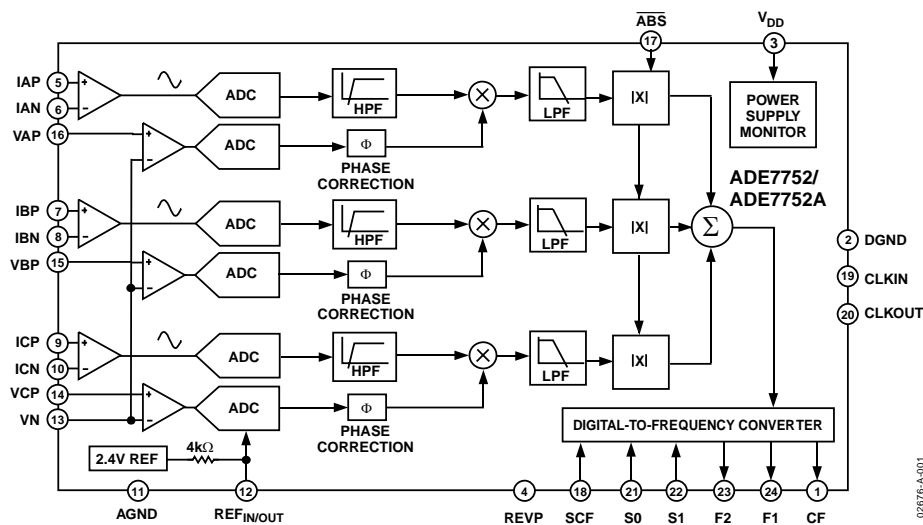 ABS
VDD
17
3
IAP 5
IAN 6
VAP 16
+
–
ADC
HPF
X
LPF
|X|
POWER
SUPPLY
MONITOR
+
–
ADC
Φ
PHASE
CORRECTION
ADE7752/
ADE7752A
IBP 7
IBN 8
VBP 15
+
–
ADC
HPF
X
LPF
|X|
Σ
2 DGND
19 CLKIN
20 CLKOUT
+
–
ADC
Φ
PHASE
CORRECTION
ICP 9
ICN 10
VCP 14
VN 13
+
–
ADC
HPF
X
LPF
|X|
+
–
ADC
Φ
PHASE
CORRECTION
DIGITAL-TO-FREQUENCY CONVERTER
2.4V REF
4kΩ
11
12
4
18
21
22
23
24
1
AGND
REFIN/OUT
REVP
SCF
S0
S1
F2
F1
CF
02676-A-001